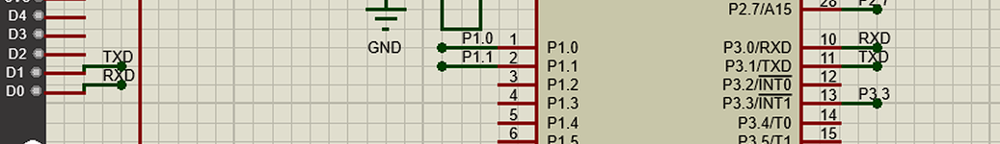 D4
D3
D2
D1
D0
TXD
RXD
GND
P1.0
P1.1
1
2
3
4
5
6
P1.0
P1.1
P1.2
P1.3
P1.4
P2.7/A15
P3.0/RXD
P3.1/TXD
P3.2/INT0
P3.3/INT1
P3.4/T0
28
10
11
12
13
14
15
RXD
TXD
P3.3